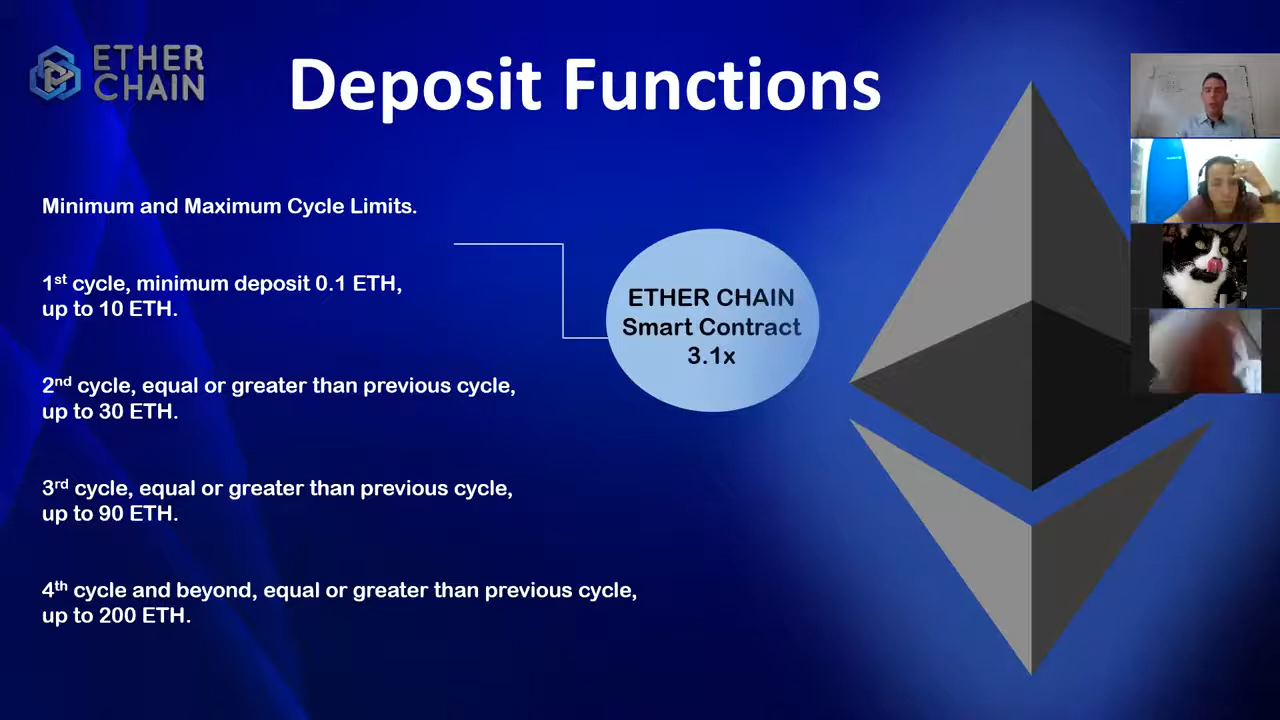 ETHER
CHAIN
Deposit Functions
Minimum and Maximum Cycle Limits.
1st cycle, minimum deposit 0.1 ETH,
up to 10 ETH.
2nd cycle, equal or greater than previous cycle,
up to 30 ETH.
3rd cycle, equal or greater than previous cycle,
up to 90 ETH.
4th cycle and beyond, equal or greater than previous cycle,
up to 200 ETH.
ETHER CHAIN
Smart Contract
3.1x